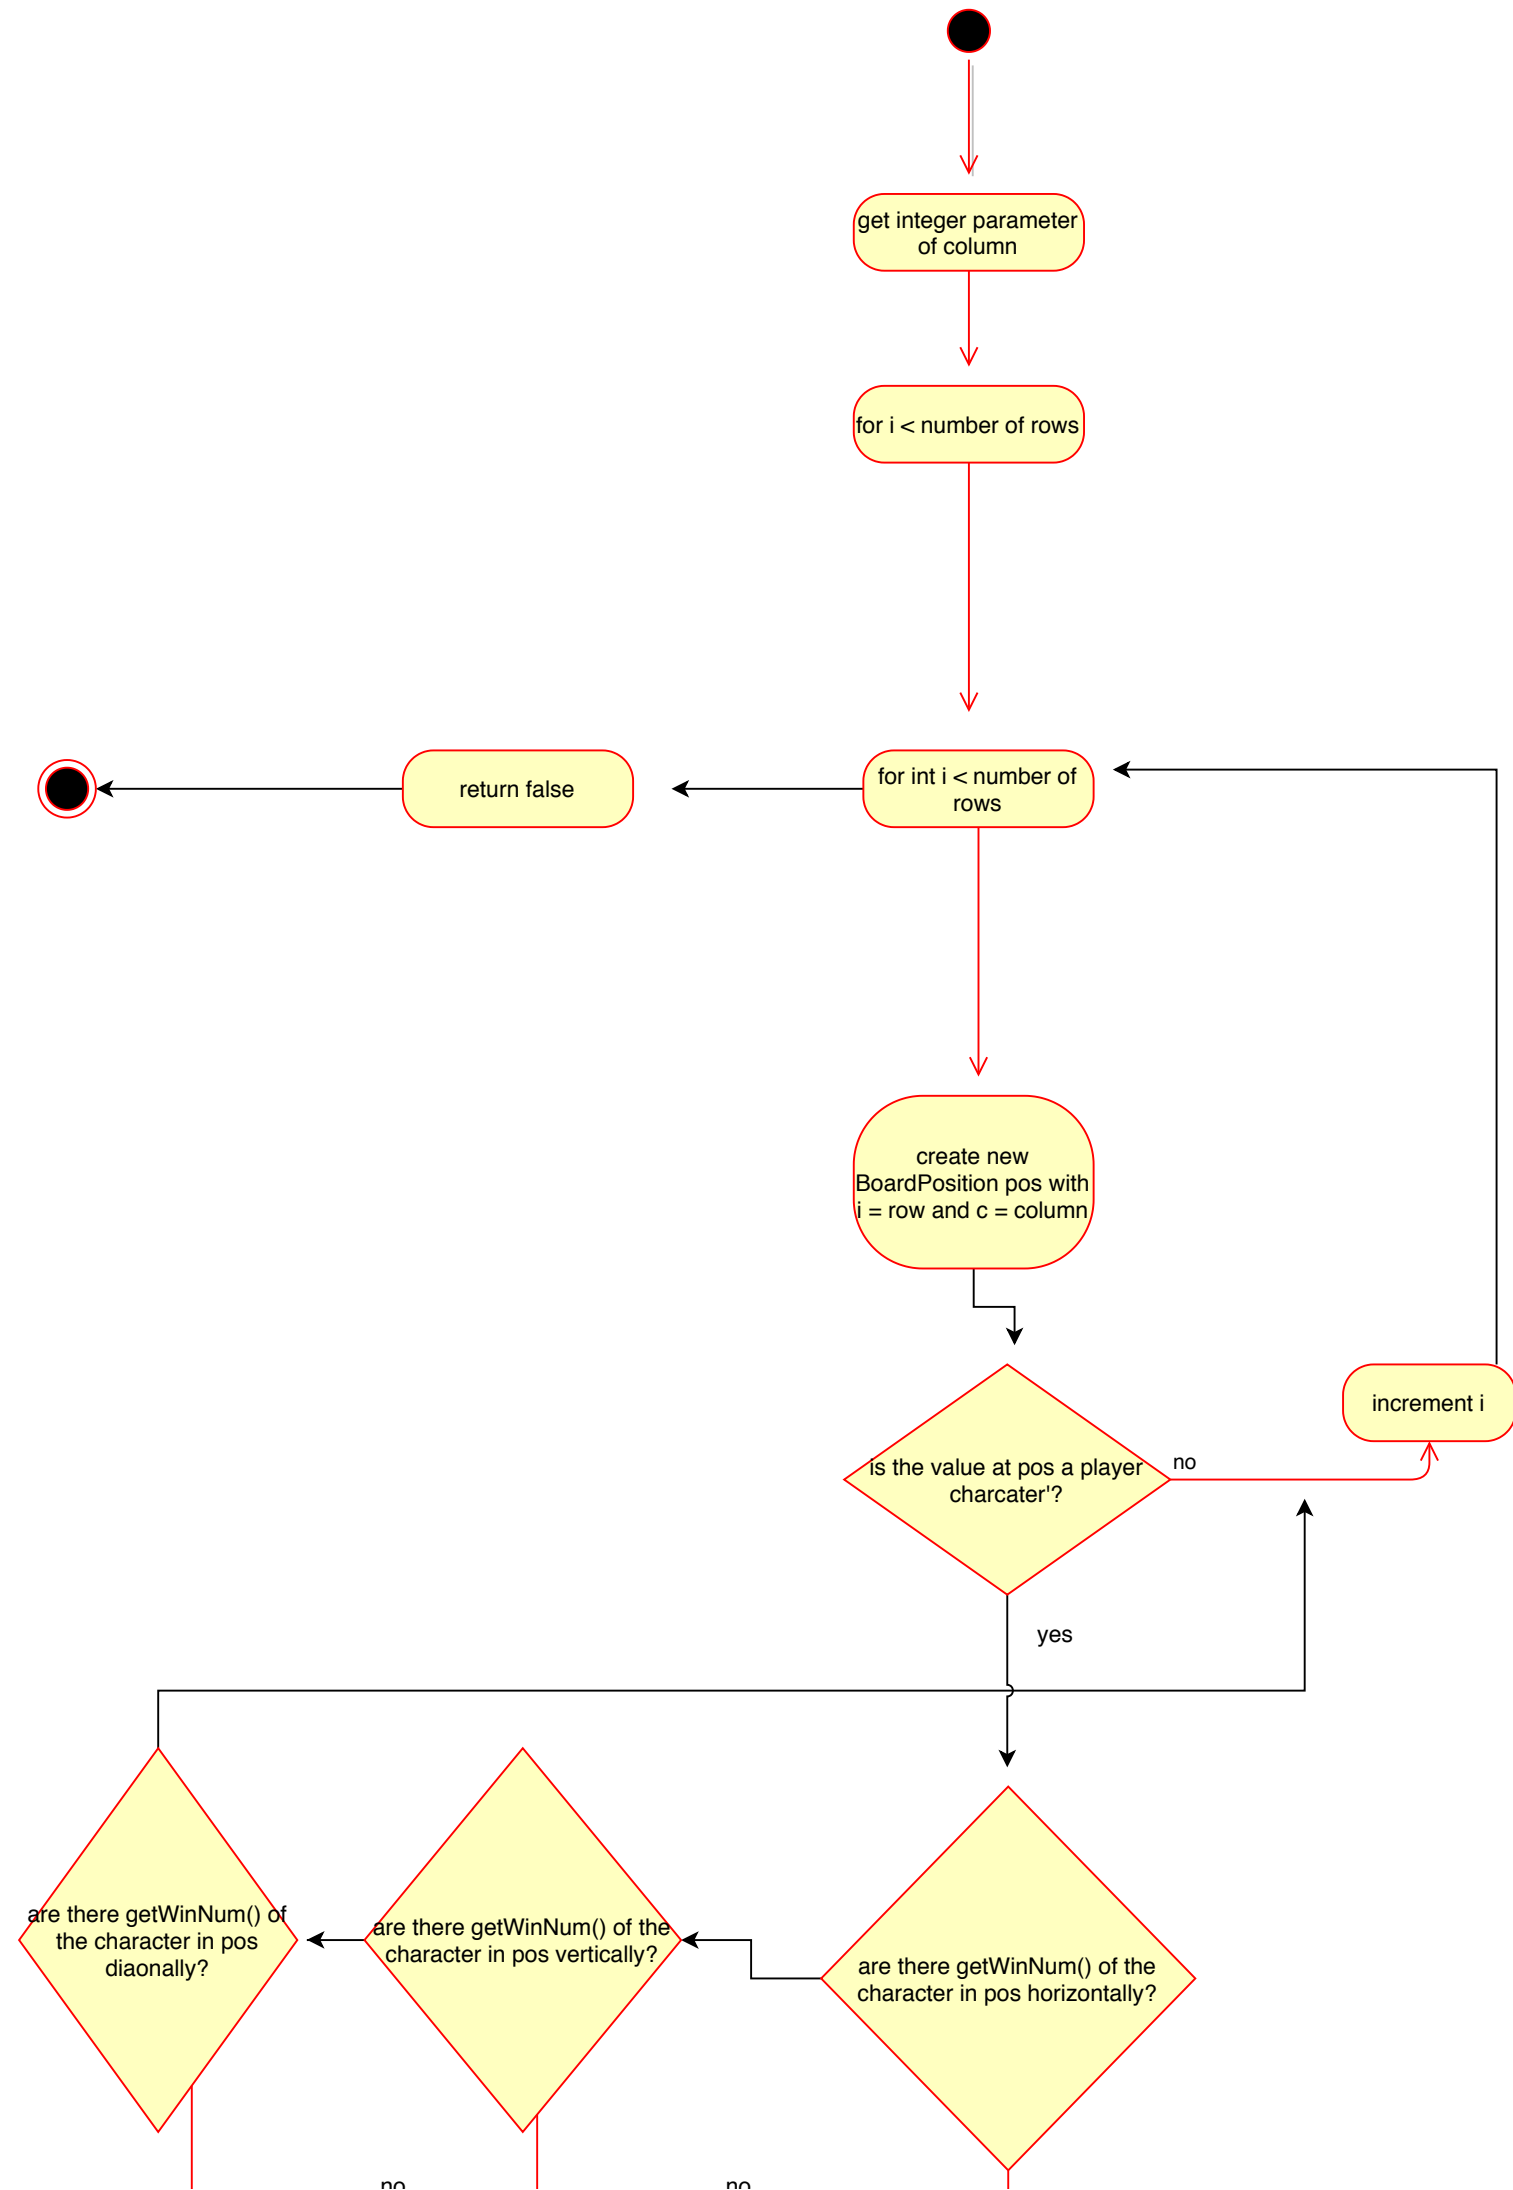 get integer parameter
of column
for i < number of rows
return false
for int i < number of
rows
create new
BoardPosition pos with
i = row and c = column
increment i
is the value at pos a player
charcater'?
no
yes
are there getWinNum() of
the character in pos
diaonally?
are there getWinNum() of the
character in pos vertically?
are there getWinNum() of the
character in pos horizontally?
no
no